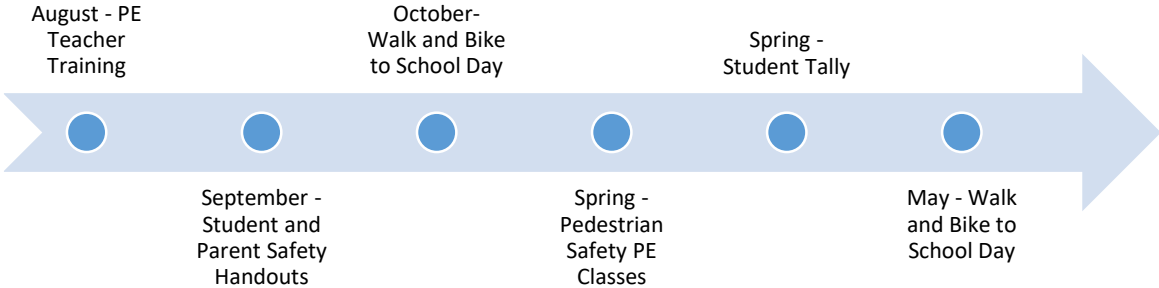 August - PE
Teacher
Training
September -
Student and
Parent Safety
Handouts
October-
Walk and Bike
to School Day
Spring -
Pedestrian
Safety PE
Classes
Spring -
Student Tally
May - Walk
and Bike to
School Day